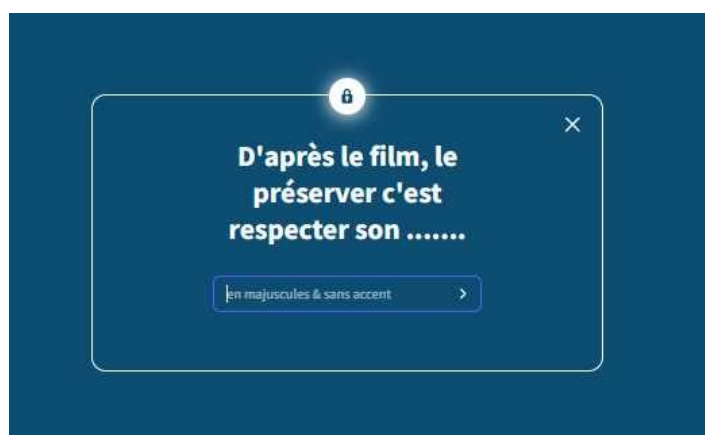 D'après le film, le
préserver c'est
respecter son .......
en majuscules & sans accent